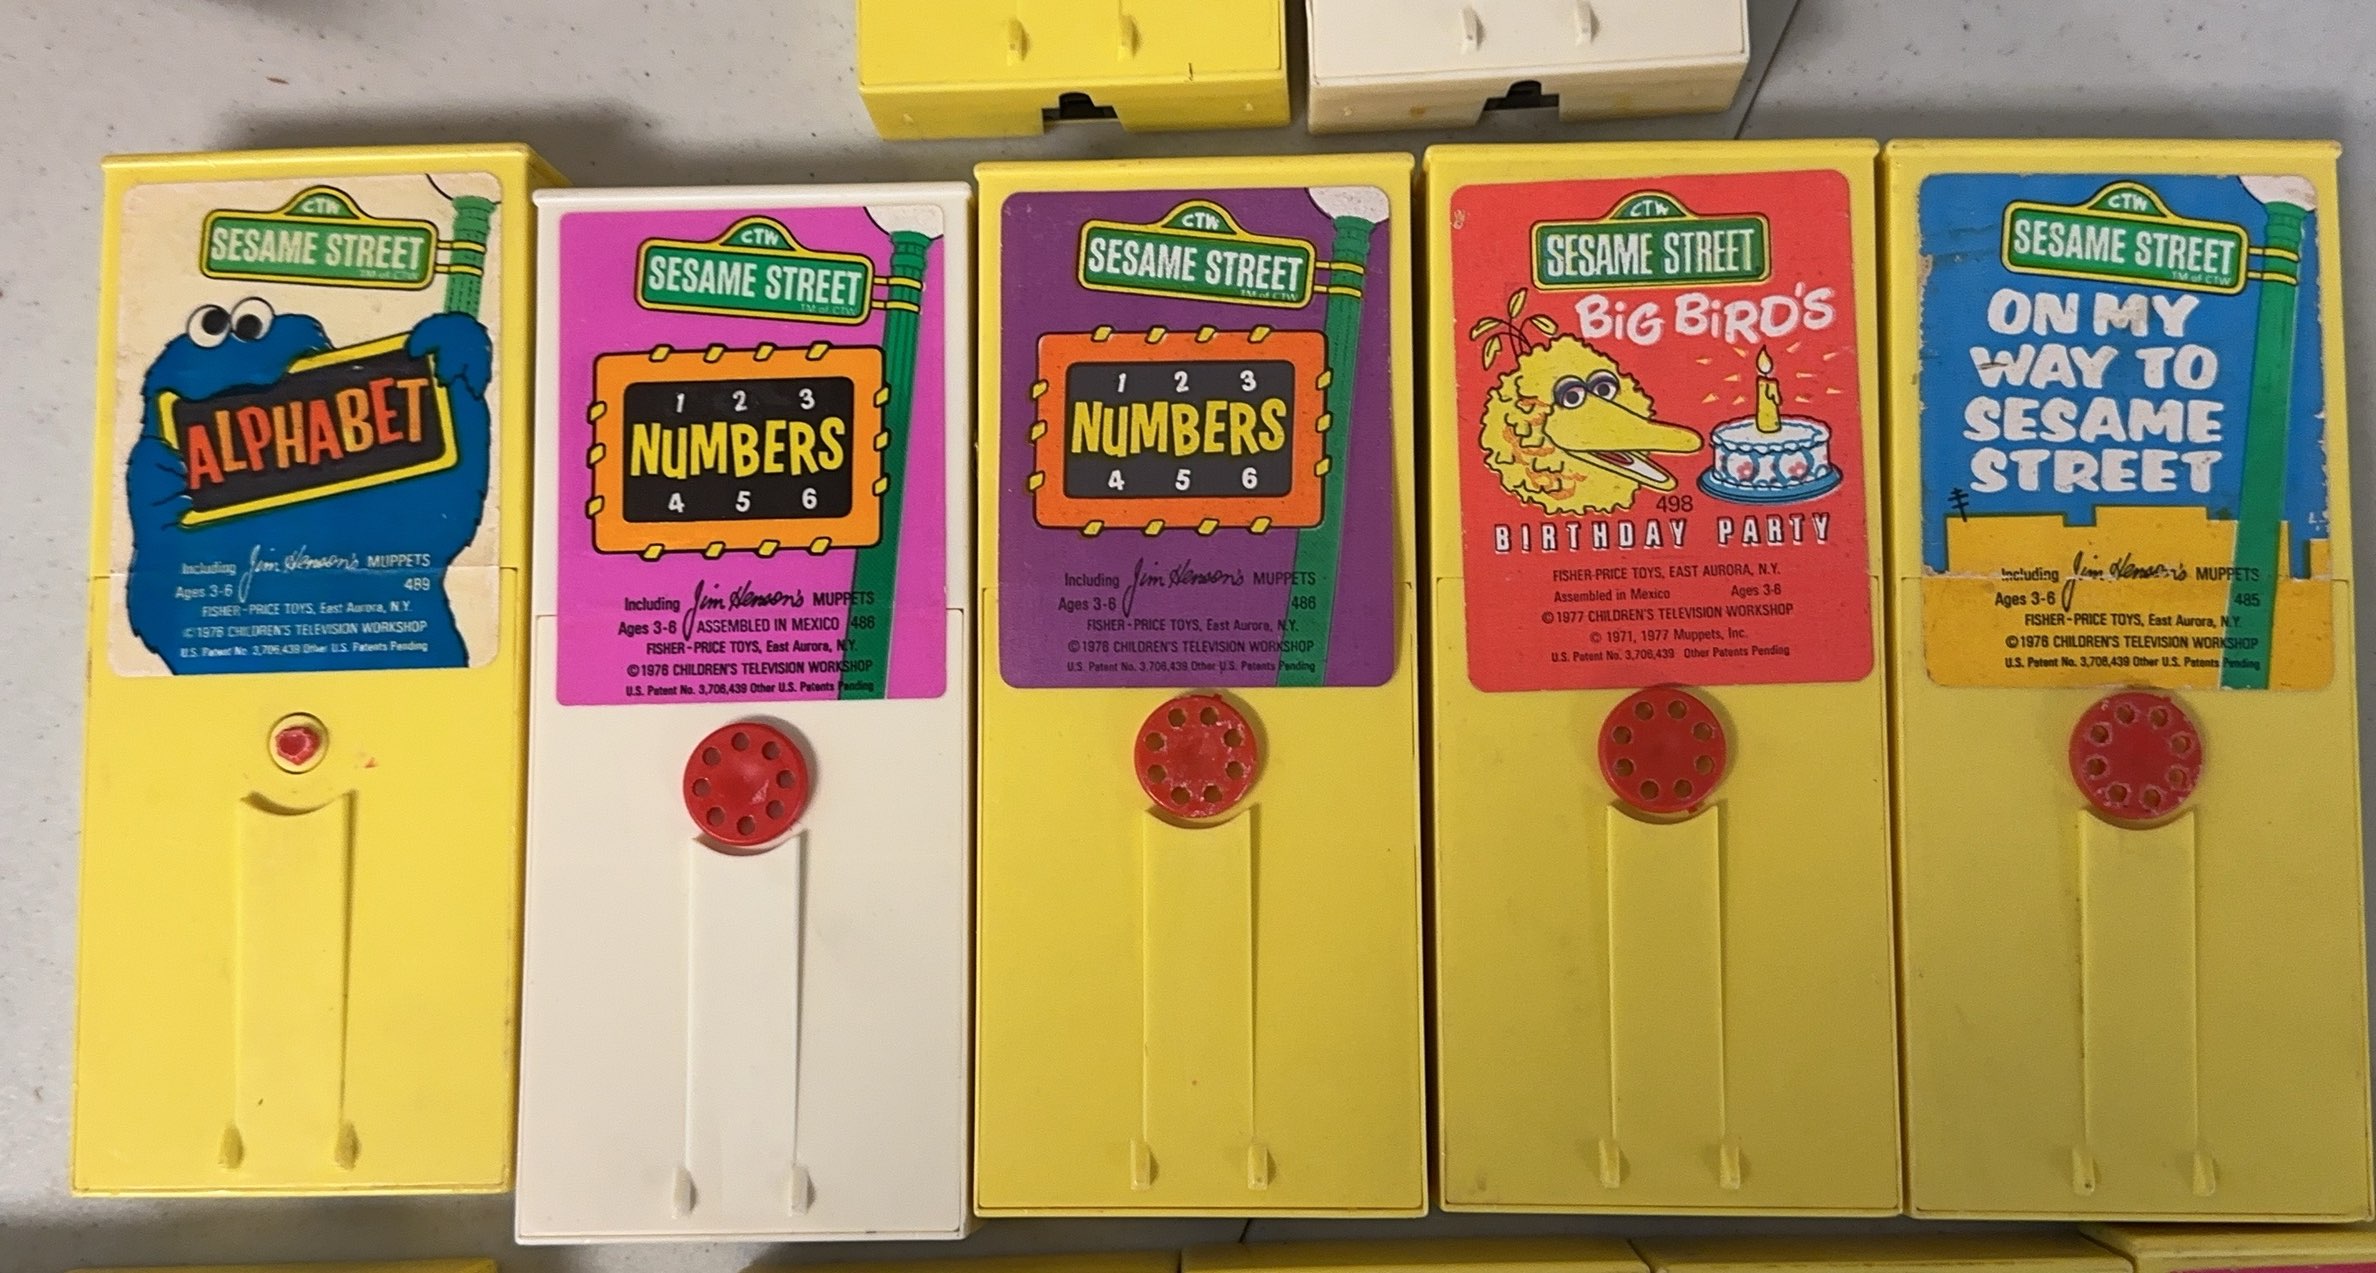 CTW
SESAME STREET
TM of CTW
ALPHABET
Including Jim Henson's MUPPETS
Ages 3-6 489
FISHER-PRICE TOYS, East Aurora, N.Y.
©1976 CHILDREN'S TELEVISION WORKSHOP
U.S. Patent No. 3,706,439 Other U.S. Patents Pending
CTW
SESAME STREET
TM of CTW
1 2 3
NUMBERS
4 5 6
Including Jim Henson's MUPPETS
Ages 3-6 ASSEMBLED IN MEXICO 486
FISHER-PRICE TOYS, East Aurora, N.Y.
©1976 CHILDREN'S TELEVISION WORKSHOP
U.S. Patent No. 3,706,439 Other U.S. Patents Pending
CTW
SESAME STREET
TM of CTW
1 2 3
NUMBERS
4 5 6
Including Jim Henson's MUPPETS
Ages 3-6 486
FISHER-PRICE TOYS, East Aurora, N.Y.
©1976 CHILDREN'S TELEVISION WORKSHOP
U.S. Patent No. 3,706,439 Other U.S. Patents Pending
CTW
SESAME STREET
BiG BiRD'S
498
BIRTHDAY PARTY
FISHER-PRICE TOYS, EAST AURORA, N.Y.
Assembled in Mexico Ages 3-6
©1977 CHILDREN'S TELEVISION WORKSHOP
© 1971, 1977 Muppets, Inc.
U.S. Patent No. 3,706,439 Other Patents Pending
CTW
SESAME STREET
TM of CTW
ON MY
WAY TO
SESAME
STREET
Including Jim Henson's MUPPETS
Ages 3-6 485
FISHER-PRICE TOYS, East Aurora, N.Y.
©1976 CHILDREN'S TELEVISION WORKSHOP
U.S. Patent No. 3,706,439 Other U.S. Patents Pending